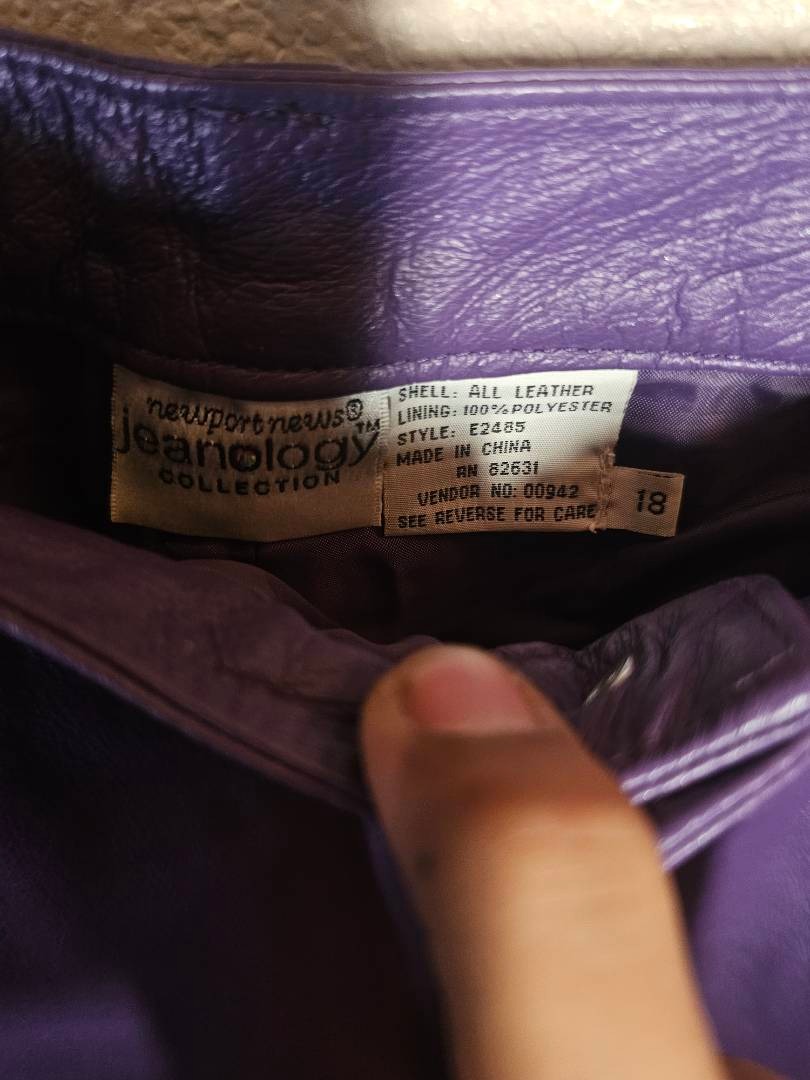 newport news®
jeanology™
COLLECTION
SHELL: ALL LEATHER
LINING: 100% POLYESTER
STYLE: E2485
MADE IN CHINA
RN 82631
VENDOR NO: 00942
SEE REVERSE FOR CARE
18